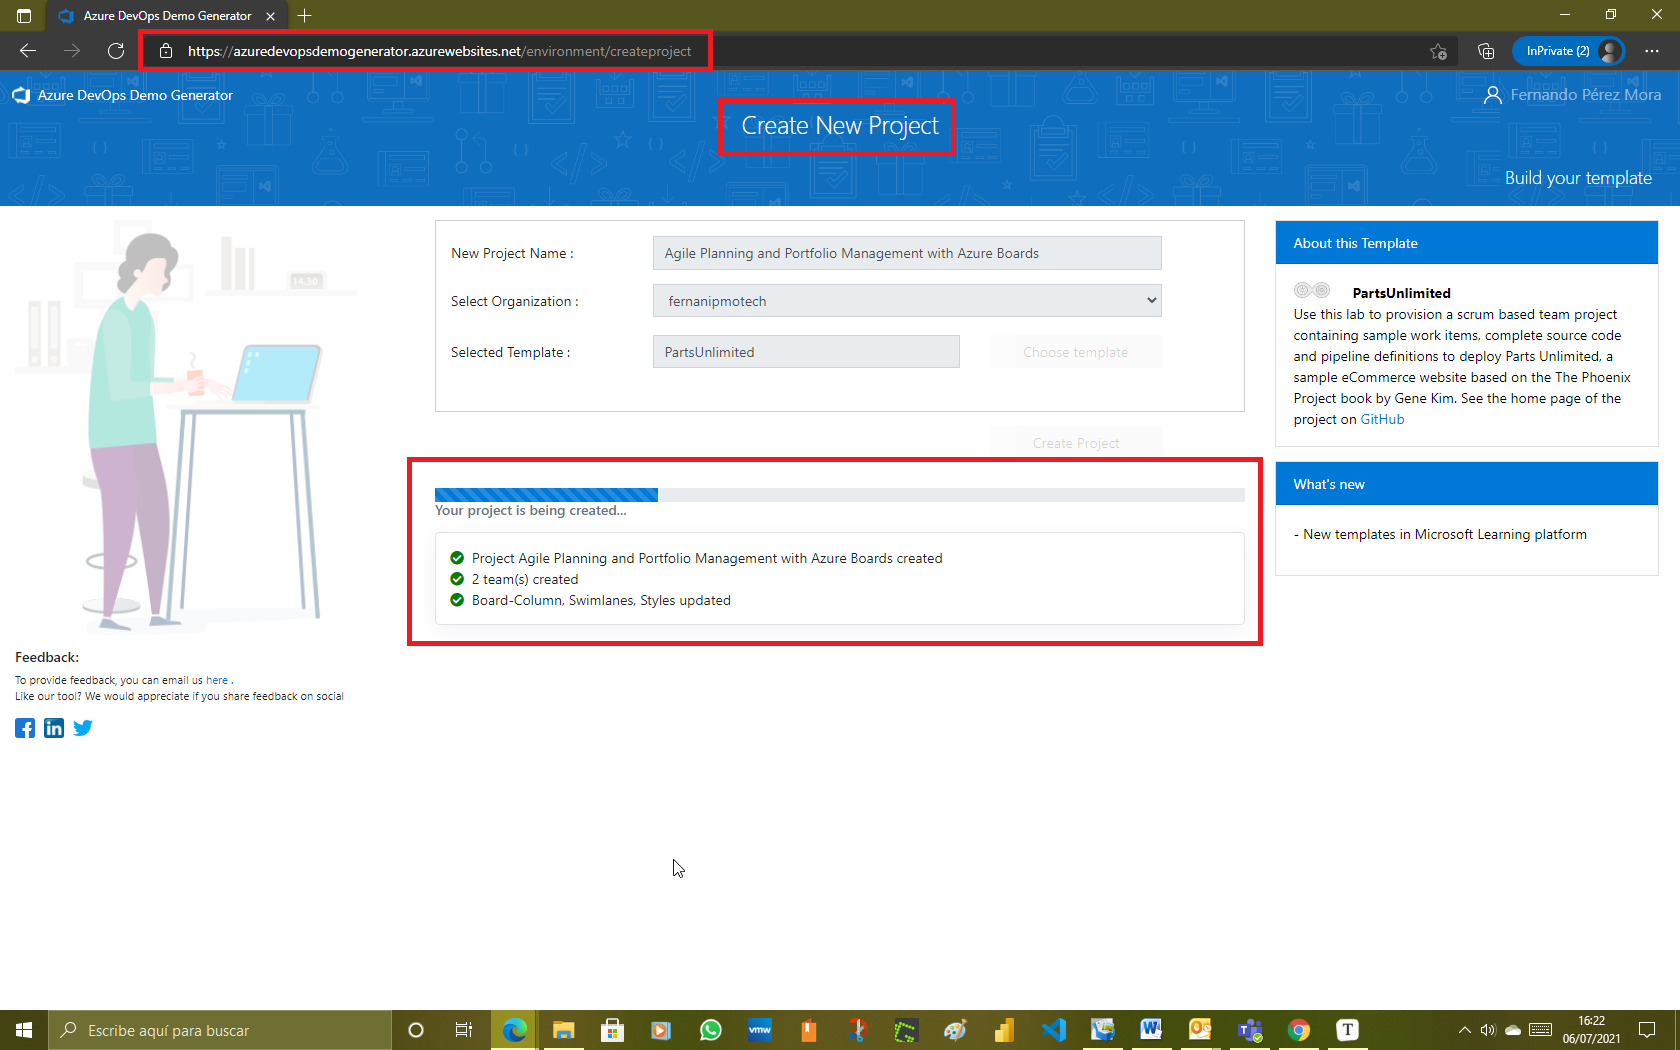 Azure DevOps Demo Generator
https://azuredevopsdemogenerator.azurewebsites.net/environment/createproject
InPrivate (2)
Azure DevOps Demo Generator
Fernando Pérez Mora
Create New Project
Build your template
New Project Name :
Agile Planning and Portfolio Management with Azure Boards
Select Organization :
fernanipmotech
Selected Template :
PartsUnlimited
Choose template
Create Project
Your project is being created...
Project Agile Planning and Portfolio Management with Azure Boards created
2 team(s) created
Board-Column, Swimlanes, Styles updated
About this Template
PartsUnlimited
Use this lab to provision a scrum based team project
containing sample work items, complete source code
and pipeline definitions to deploy Parts Unlimited, a
sample eCommerce website based on the The Phoenix
Project book by Gene Kim. See the home page of the
project on GitHub
What's new
- New templates in Microsoft Learning platform
14.30
Feedback:
To provide feedback, you can email us here .
Like our tool? We would appreciate if you share feedback on social
Escribe aquí para buscar
vmw
T
16:22
06/07/2021